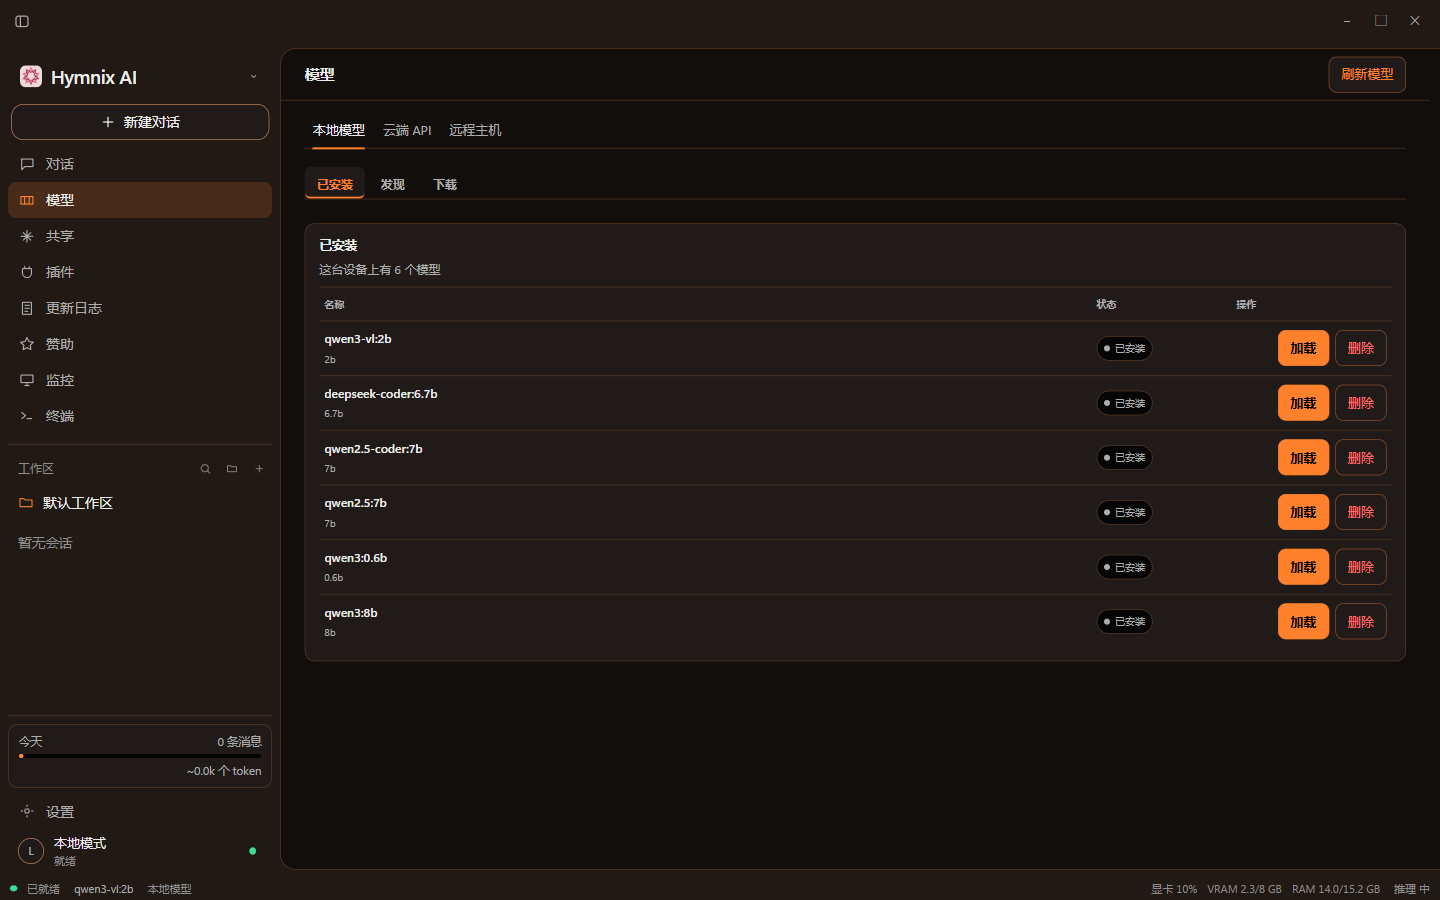 Hymnix AI
新建对话
对话
模型
共享
插件
更新日志
赞助
监控
终端
工作区
默认工作区
暂无会话
今天 0 条消息
~0.0k 个 token
设置
L 本地模式
就绪
模型 刷新模型
本地模型 云端 API 远程主机
已安装 发现 下载
已安装
这台设备上有 6 个模型
名称 状态 操作
qwen3-vl:2b
2b
已安装 加载 删除
deepseek-coder:6.7b
6.7b
已安装 加载 删除
qwen2.5-coder:7b
7b
已安装 加载 删除
qwen2.5:7b
7b
已安装 加载 删除
qwen3:0.6b
0.6b
已安装 加载 删除
qwen3:8b
8b
已安装 加载 删除
已就绪 qwen3-vl:2b 本地模型 显卡 10% VRAM 2.3/8 GB RAM 14.0/15.2 GB 推理 中